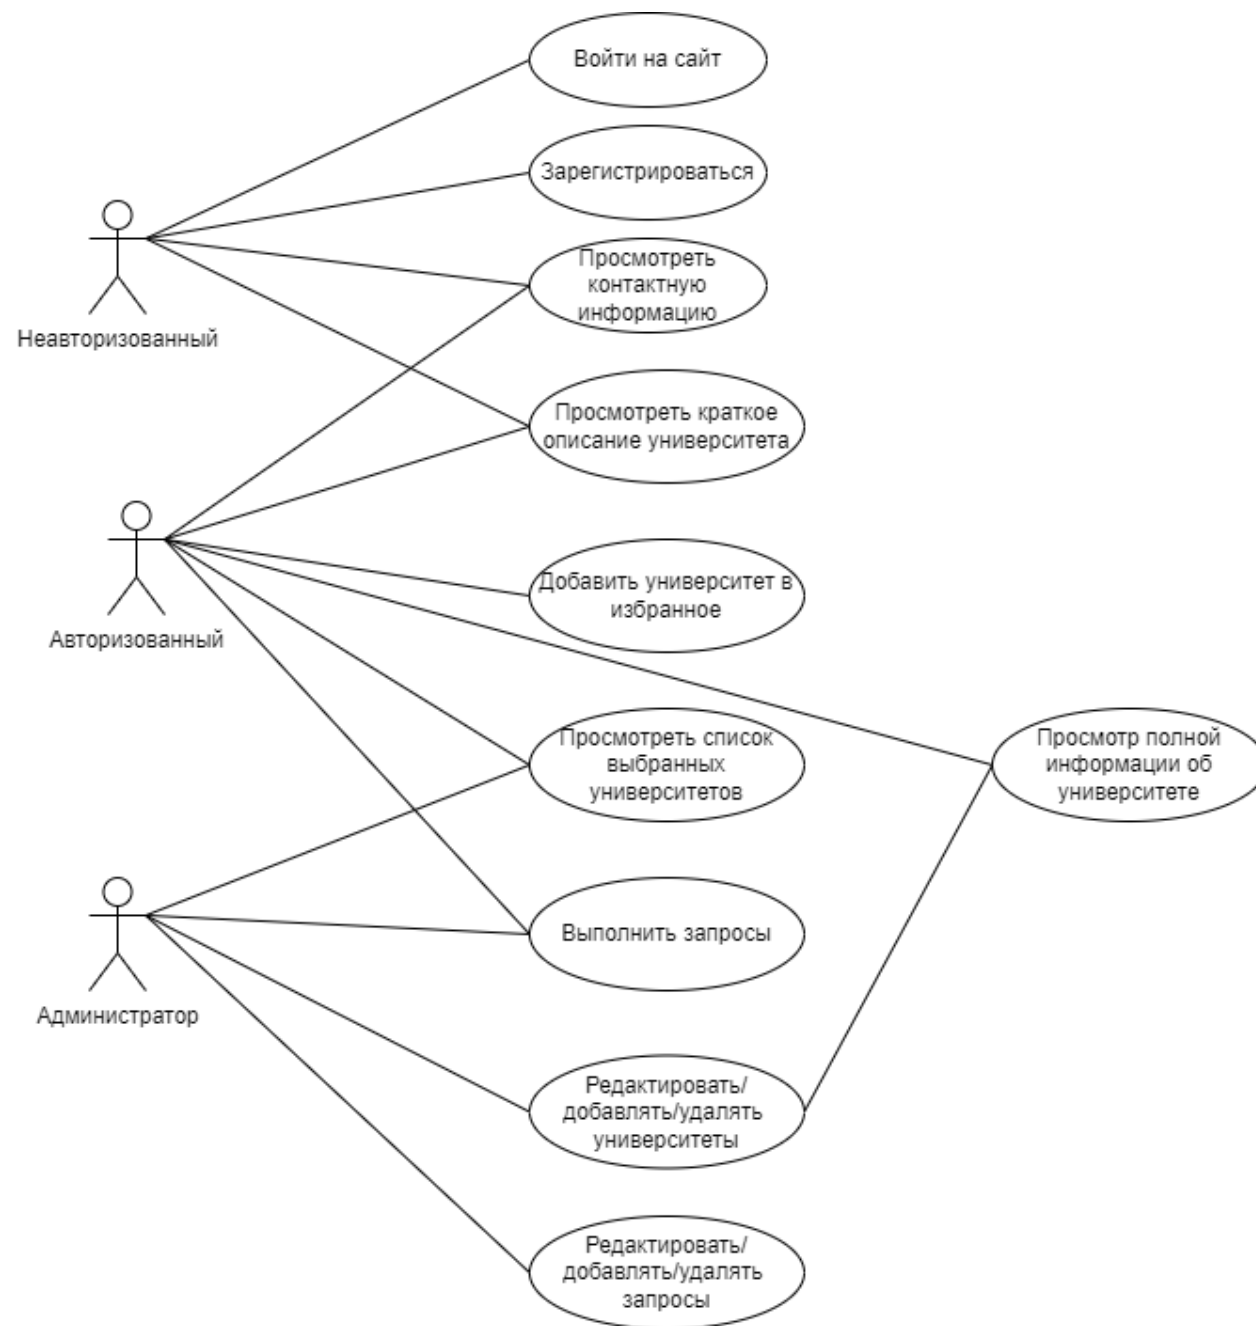 Войти на сайт
Зарегистрироваться
Просмотреть
контактную
информацию
Неавторизованный
Просмотреть краткое
описание университета
Добавить университет в
избранное
Авторизованный
Просмотреть список
выбранных
университетов
Просмотр полной
информации об
университете
Выполнить запросы
Администратор
Редактировать/
добавлять/удалять
университеты
Редактировать/
добавлять/удалять
запросы